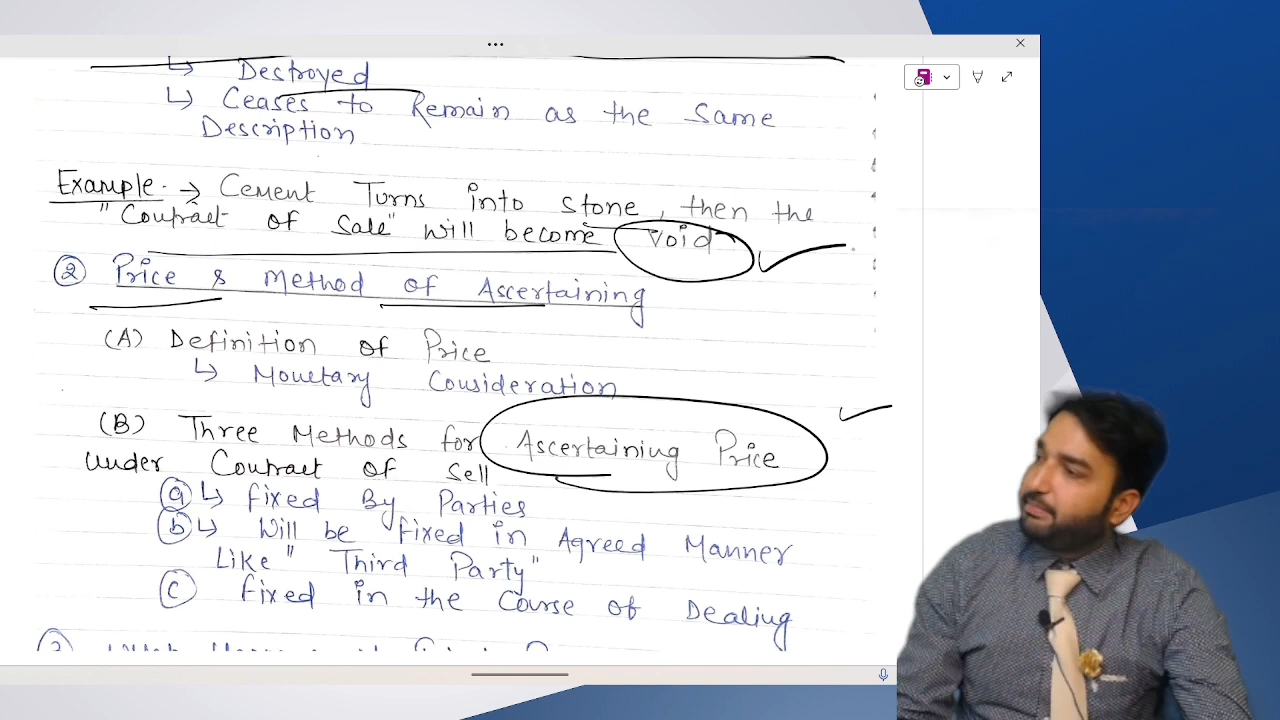 ↳ Destroyed
↳ Ceases to Remain as the Same
Description
Example → Cement Turns into stone, then the
"Contract of Sale" will become void
② Price & Method of Ascertaining
(A) Definition of Price
↳ Monetary Consideration
(B) Three Methods for Ascertaining Price
under Contract of Sell
ⓐ ↳ fixed By Parties
ⓑ ↳ Will be fixed in Agreed Manner
Like "Third Party"
ⓒ fixed in the Course of Dealing